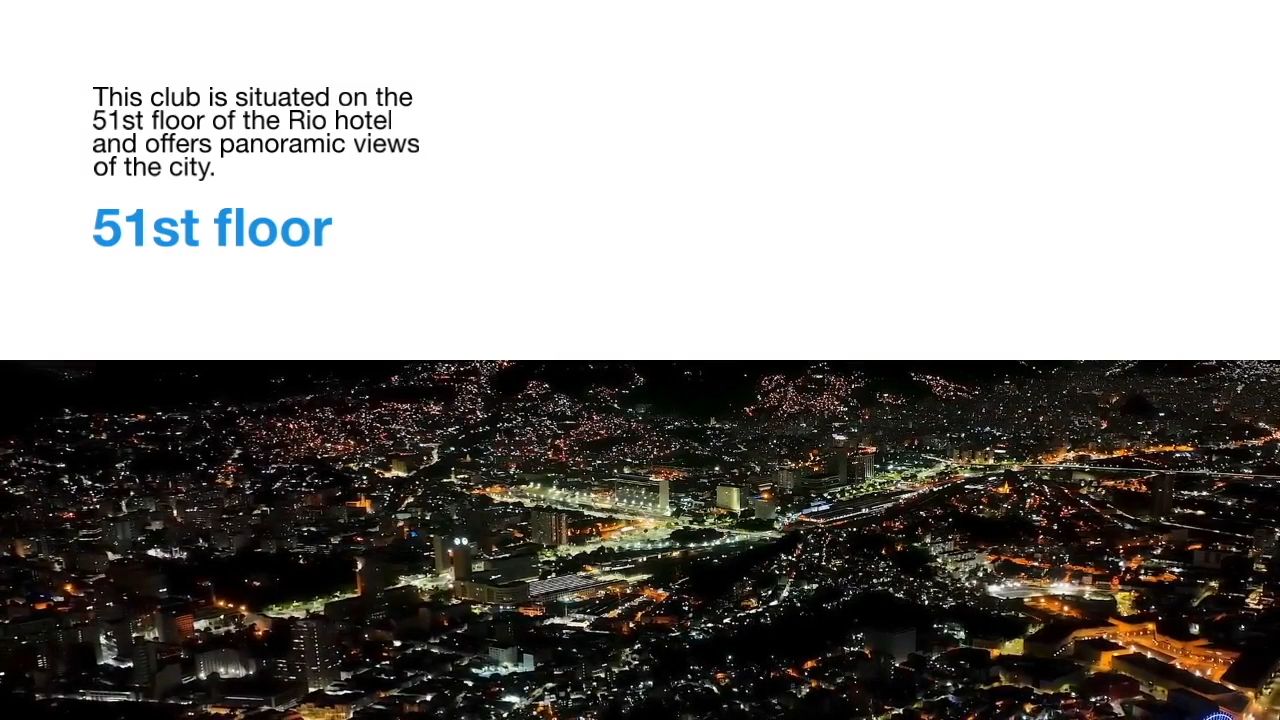 This club is situated on the
51st floor of the Rio hotel
and offers panoramic views
of the city.
51st floor